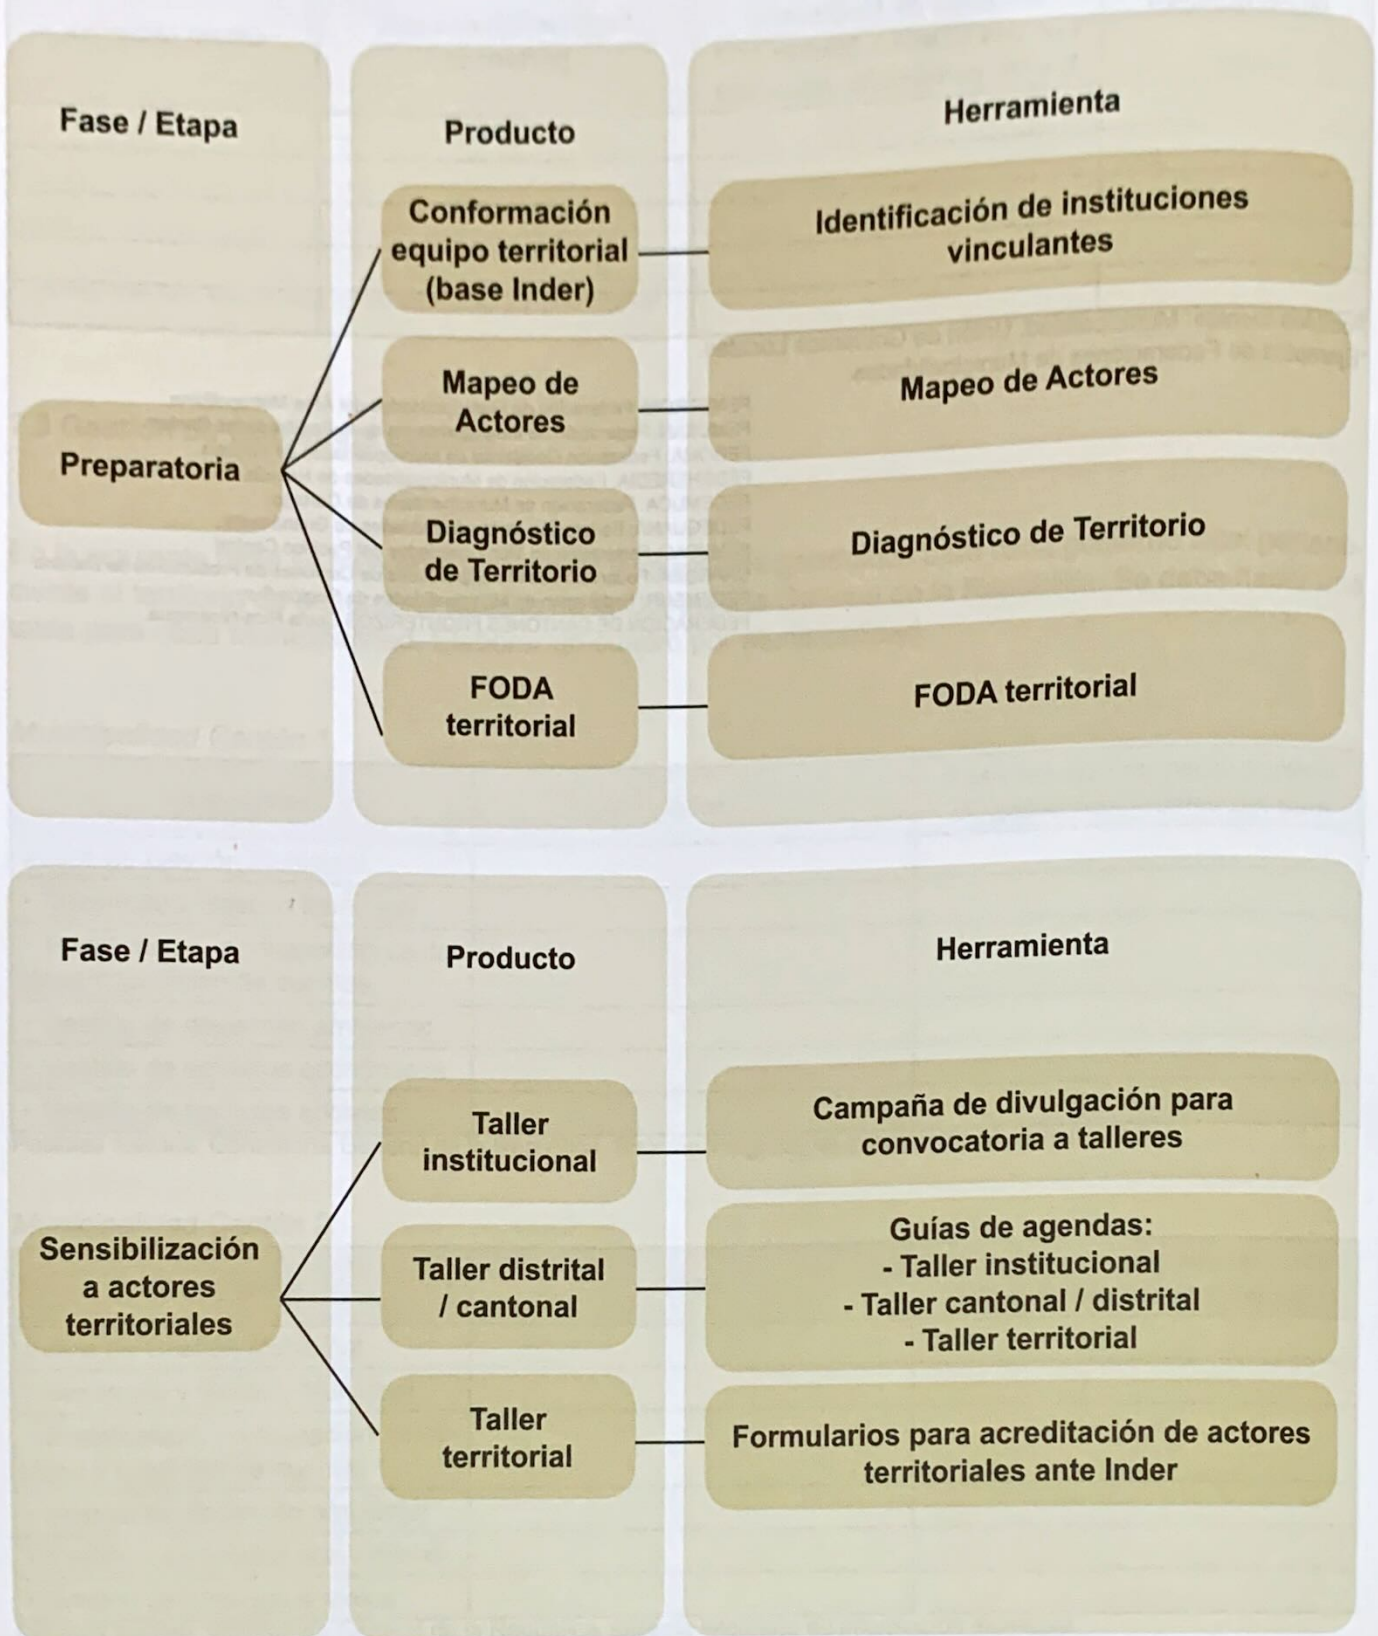 Fase / Etapa
Producto
Herramienta
Preparatoria
Conformación
equipo territorial
(base Inder)
Identificación de instituciones
vinculantes
Mapeo de
Actores
Mapeo de Actores
Diagnóstico
de Territorio
Diagnóstico de Territorio
FODA
territorial
FODA territorial
Fase / Etapa
Producto
Herramienta
Sensibilización
a actores
territoriales
Taller
institucional
Campaña de divulgación para
convocatoria a talleres
Taller distrital
/ cantonal
Guías de agendas:
- Taller institucional
- Taller cantonal / distrital
- Taller territorial
Taller
territorial
Formularios para acreditación de actores
territoriales ante Inder